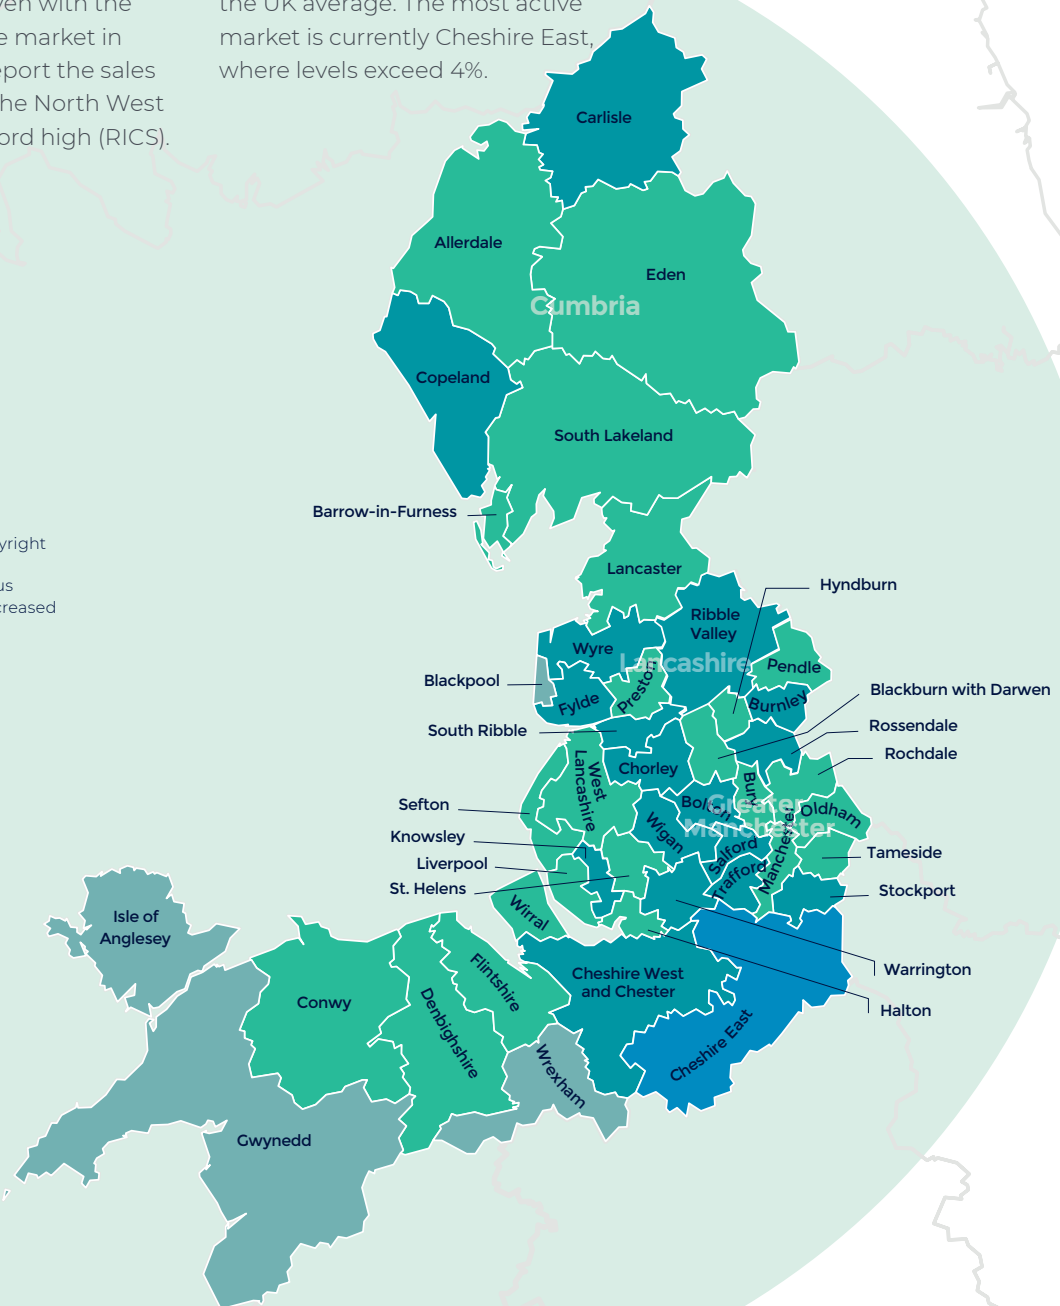 ven with the
e market in
eport the sales
he North West
ord high (RICS).
the UK average. The most active
market is currently Cheshire East,
where levels exceed 4%.
yright
us
creased
Carlisle
Allerdale
Eden
Cumbria
Copeland
South Lakeland
Barrow-in-Furness
Lancaster
Hyndburn
Ribble
Valley
Wyre
Lancashire
Pendle
Blackpool
Preston
Fylde
Burnley
Blackburn with Darwen
South Ribble
Rossendale
Rochdale
Chorley
West
Lancashire
Bury
Bolton
Greater
Manchester
Oldham
Sefton
Wigan
Knowsley
Salford
Manchester
Tameside
Liverpool
Trafford
St. Helens
Stockport
Wirral
Isle of
Anglesey
Warrington
Cheshire West
and Chester
Flintshire
Conwy
Halton
Denbighshire
Cheshire East
Wrexham
Gwynedd